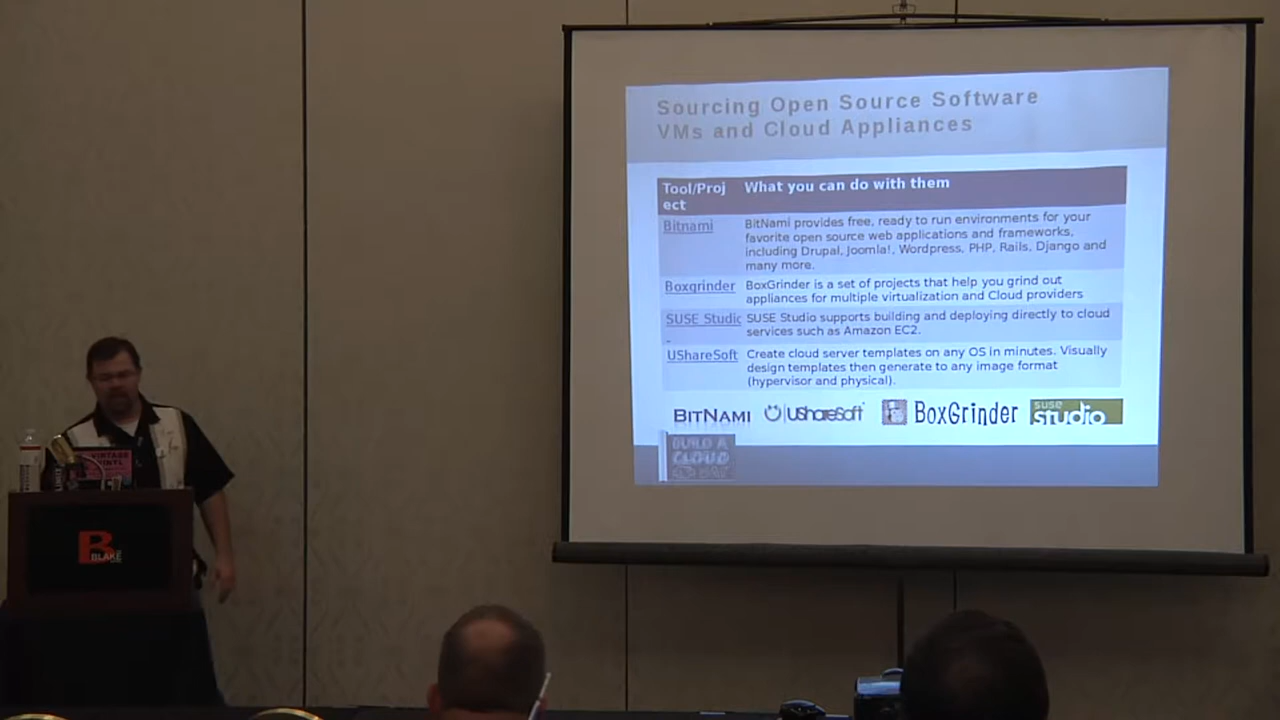 Sourcing Open Source Software
VMs and Cloud Appliances
Tool/Proj
ect
What you can do with them
Bitnami
BitNami provides free, ready to run environments for your
favorite open source web applications and frameworks,
including Drupal, Joomla!, Wordpress, PHP, Rails, Django and
many more.
Boxgrinder
BoxGrinder is a set of projects that help you grind out
appliances for multiple virtualization and Cloud providers
SUSE Studio
SUSE Studio supports building and deploying directly to cloud
services such as Amazon EC2.
UShareSoft
Create cloud server templates on any OS in minutes. Visually
design templates then generate to any image format
(hypervisor and physical).
BITNAMI
UShareSoft
BoxGrinder
suse
studio
BUILD A
CLOUD
DAY
VINTAGE
VINYL
B
BLAKE